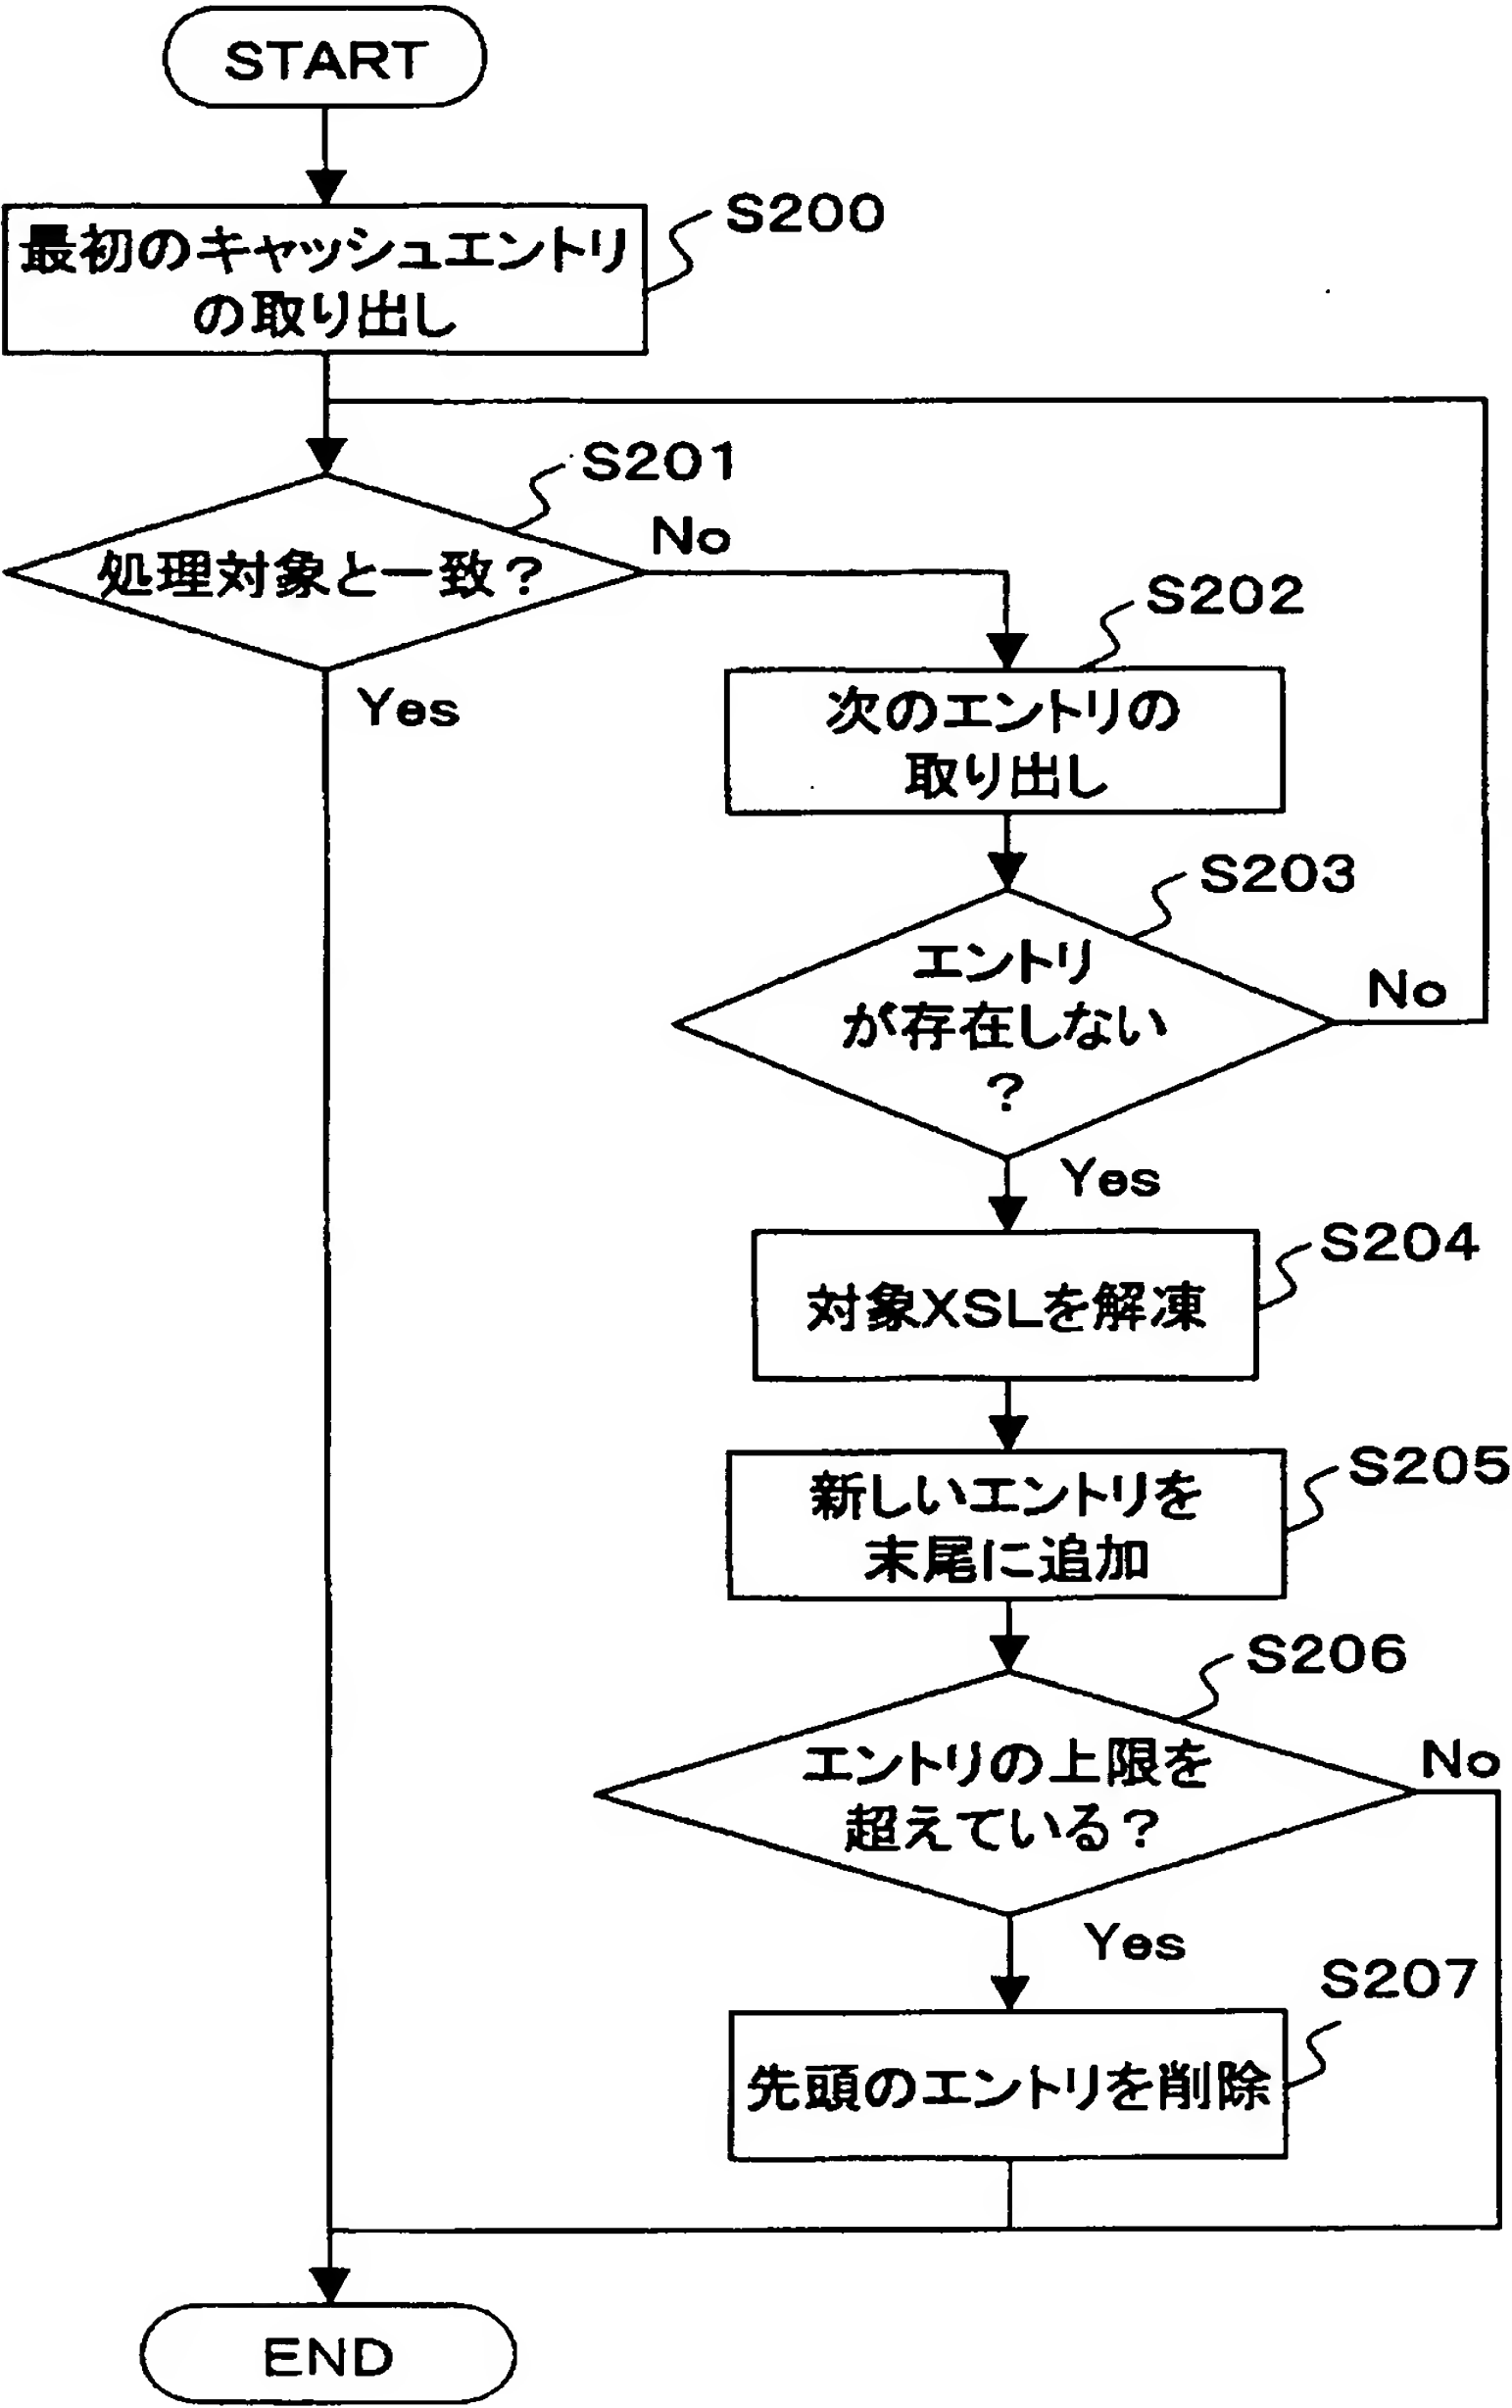 START
S200
最初のキャッシュエントリ
の取り出し
S201
処理対象と一致?
No
Yes
S202
次のエントリの
取り出し
S203
エントリ
が存在しない
?
No
Yes
S204
対象XSLを解凍
S205
新しいエントリを
末尾に追加
S206
エントリの上限を
超えている?
No
Yes
S207
先頭のエントリを削除
END